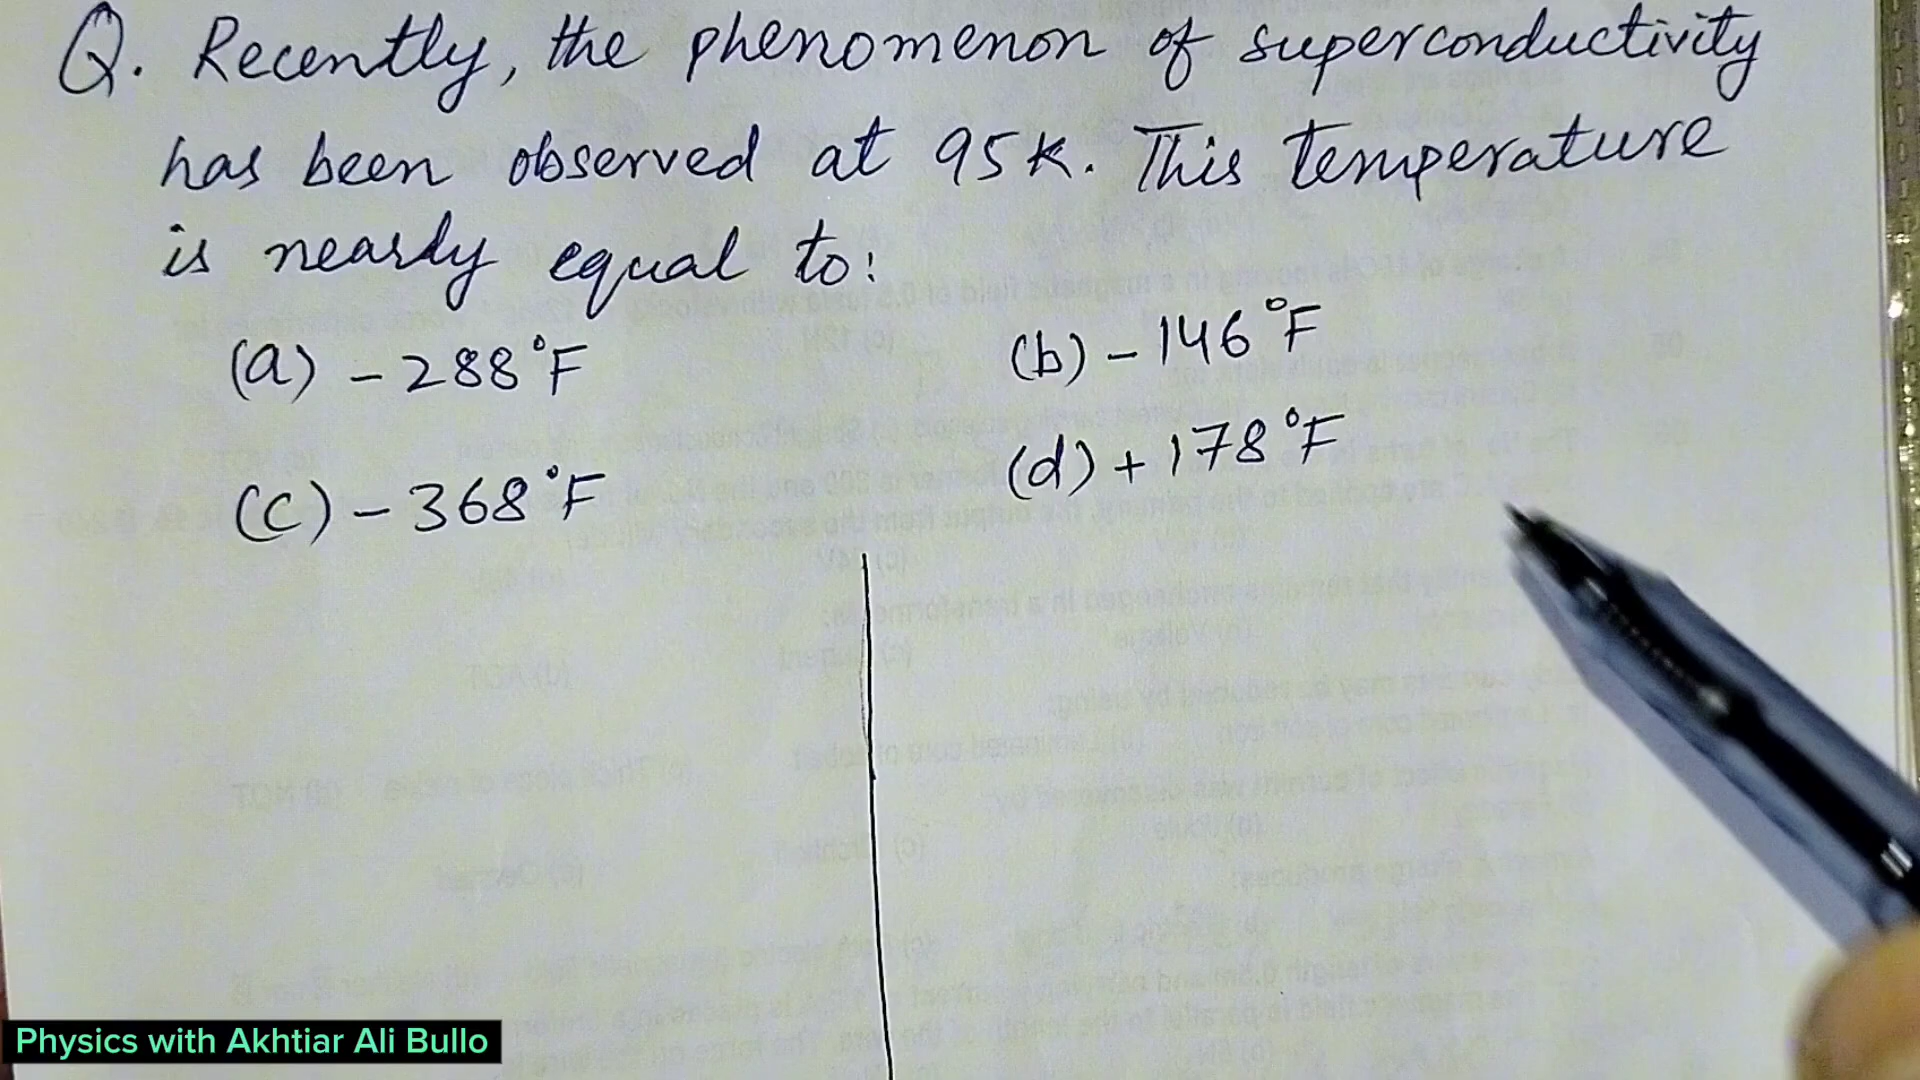 Q. Recently, the phenomenon of superconductivity
has been observed at 95K. This temperature
is nearly equal to:
(a) - 288°F (b) - 146°F
(c) - 368°F (d) + 178°F
Physics with Akhtiar Ali Bullo